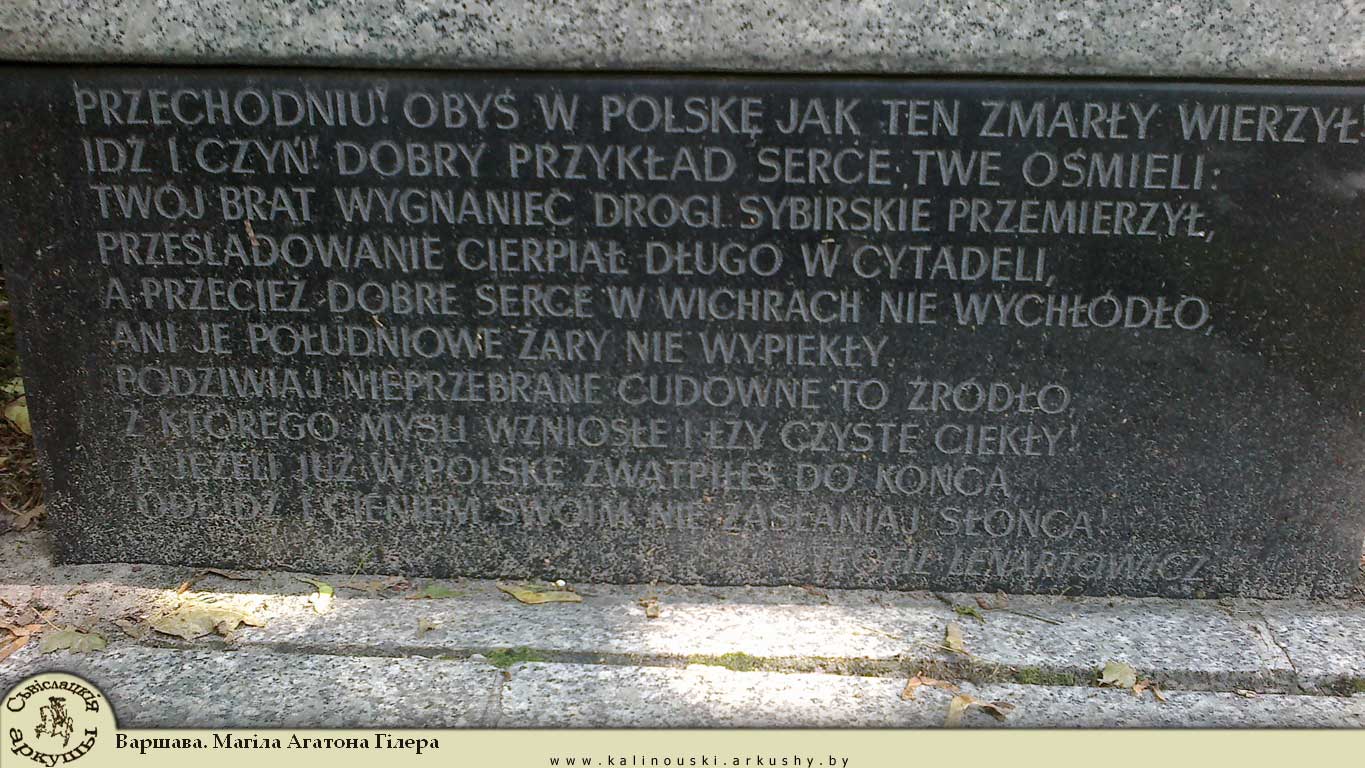 PRZECHODNIU! OBYŚ W POLSKĘ JAK TEN ZMARŁY WIERZYŁ
IDŹ I CZYŃ! DOBRY PRZYKŁAD SERCE TWE OŚMIELI:
TWÓJ BRAT WYGNANIEC DROGI SYBIRSKIE PRZEMIERZYŁ,
PRZEŚLADOWANIE CIERPIAŁ DŁUGO W CYTADELI,
A PRZECIEŻ DOBRE SERCE W WICHRACH NIE WYCHŁÓDŁO,
ANI JE POŁUDNIOWE ŻARY NIE WYPIEKŁY
PODZIWIAJ NIEPRZEBRANE CUDOWNE TO ŹRÓDŁO,
Z KTÓREGO MYŚLI WZNIOSŁE I ŁZY CZYSTE CIEKŁY!
A JEŻELI JUŻ W POLSKĘ ZWĄTPIŁEŚ DO KOŃCA,
ODEJDŹ I CIENIEM SWOIM NIE ZASŁANIAJ SŁOŃCA!
TEOFIL LENARTOWICZ
Сьвіслацкія аркушы
Варшава. Магіла Агатона Гілера
www.kalinouski.arkushy.by